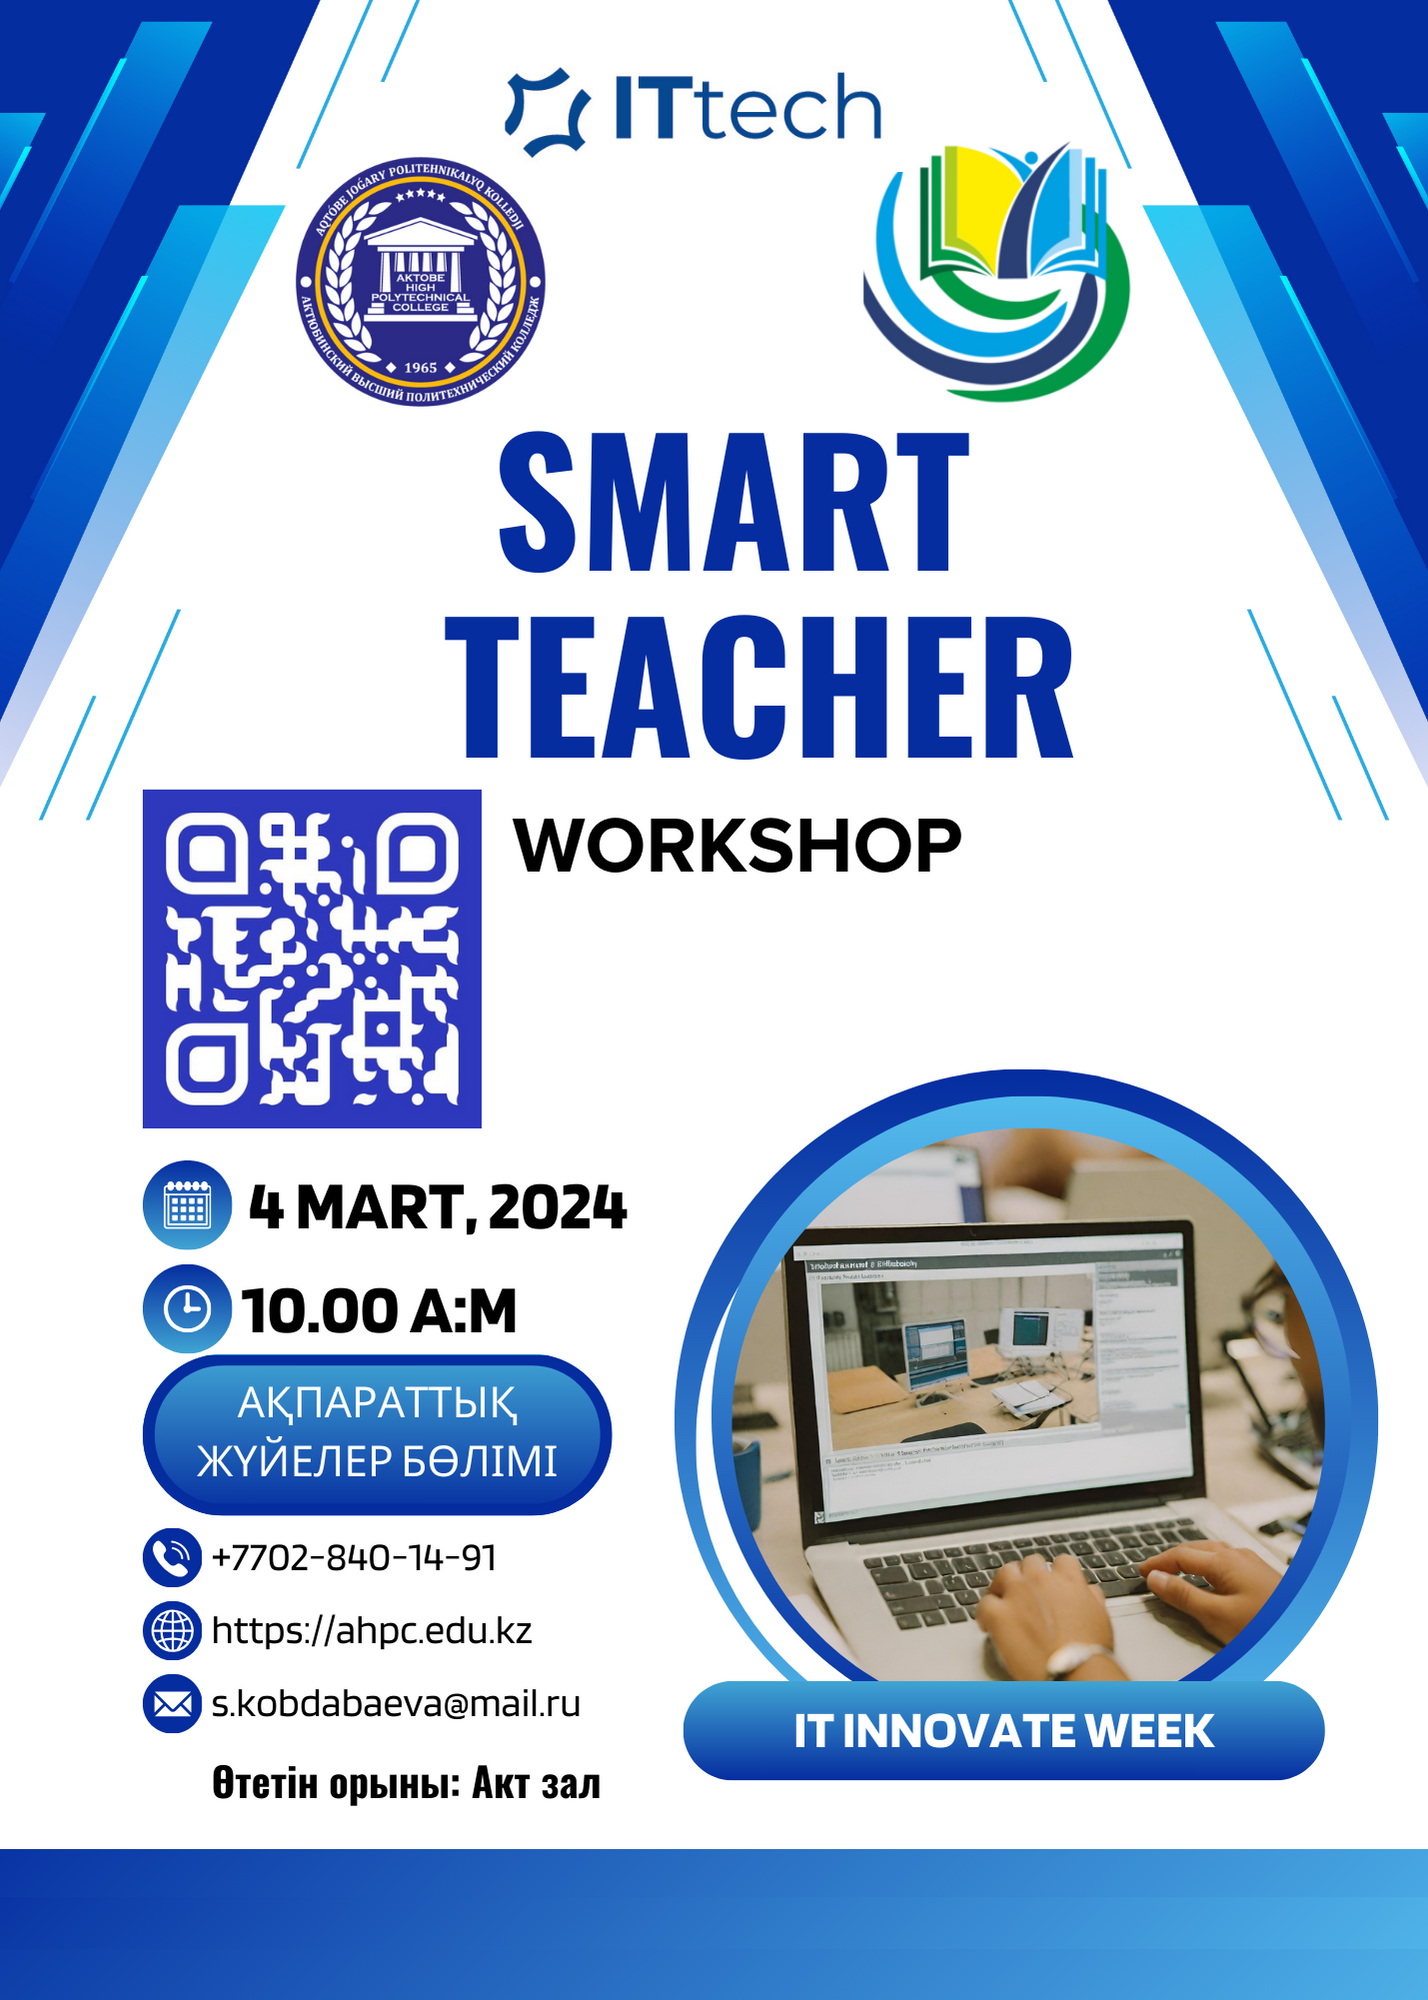 ITtech
AQTÓBE JOǴARY POLITEHNIKALYQ KOLLEDJI
AKTOBE
HIGH
POLYTECHNICAL
COLLEGE
1965
АКТЮБИНСКИЙ ВЫСШИЙ ПОЛИТЕХНИЧЕСКИЙ КОЛЛЕДЖ
SMART
TEACHER
WORKSHOP
4 MART, 2024
10.00 A:M
АҚПАРАТТЫҚ
ЖҮЙЕЛЕР БӨЛІМІ
+7702-840-14-91
https://ahpc.edu.kz
s.kobdabaeva@mail.ru
Өтетін орыны: Акт зал
IT INNOVATE WEEK